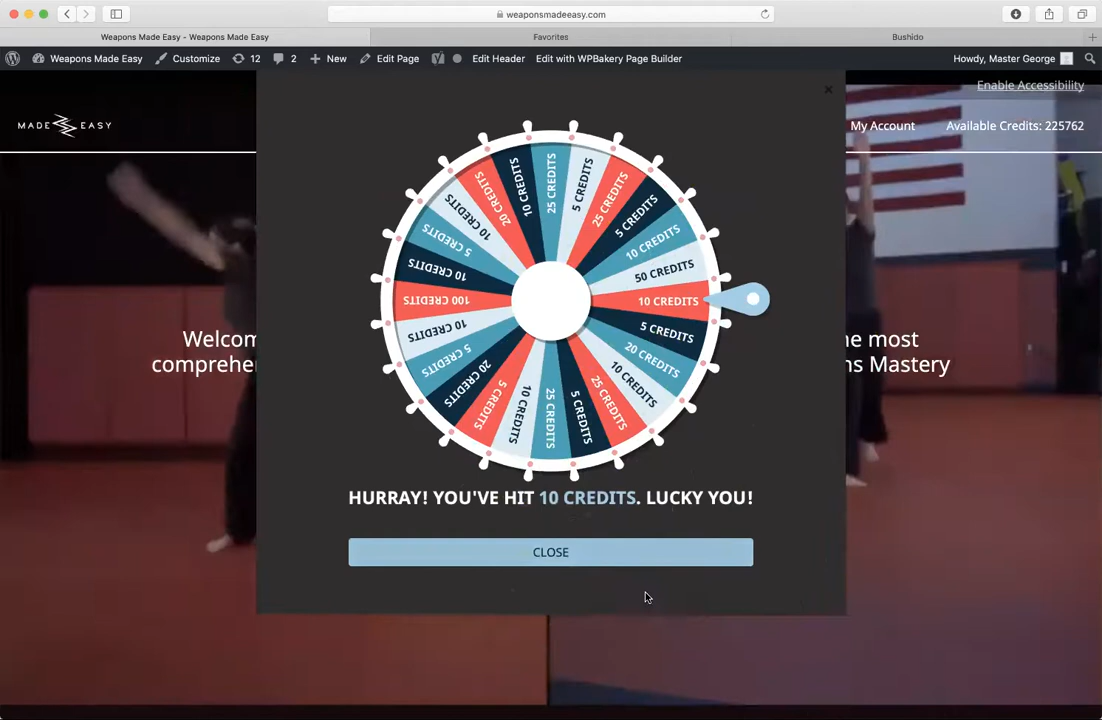 weaponsmadeeasy.com
Weapons Made Easy - Weapons Made Easy
Favorites
Bushido
Weapons Made Easy
Customize
12
2
New
Edit Page
Edit Header
Edit with WPBakery Page Builder
Howdy, Master George
Enable Accessibility
MADE EASY
My Account
Available Credits: 225762
25 CREDITS
5 CREDITS
25 CREDITS
5 CREDITS
10 CREDITS
50 CREDITS
10 CREDITS
5 CREDITS
20 CREDITS
10 CREDITS
25 CREDITS
5 CREDITS
25 CREDITS
10 CREDITS
5 CREDITS
20 CREDITS
5 CREDITS
10 CREDITS
100 CREDITS
10 CREDITS
5 CREDITS
10 CREDITS
20 CREDITS
10 CREDITS
Welcom
e most
comprehe
ns Mastery
HURRAY! YOU'VE HIT 10 CREDITS. LUCKY YOU!
CLOSE